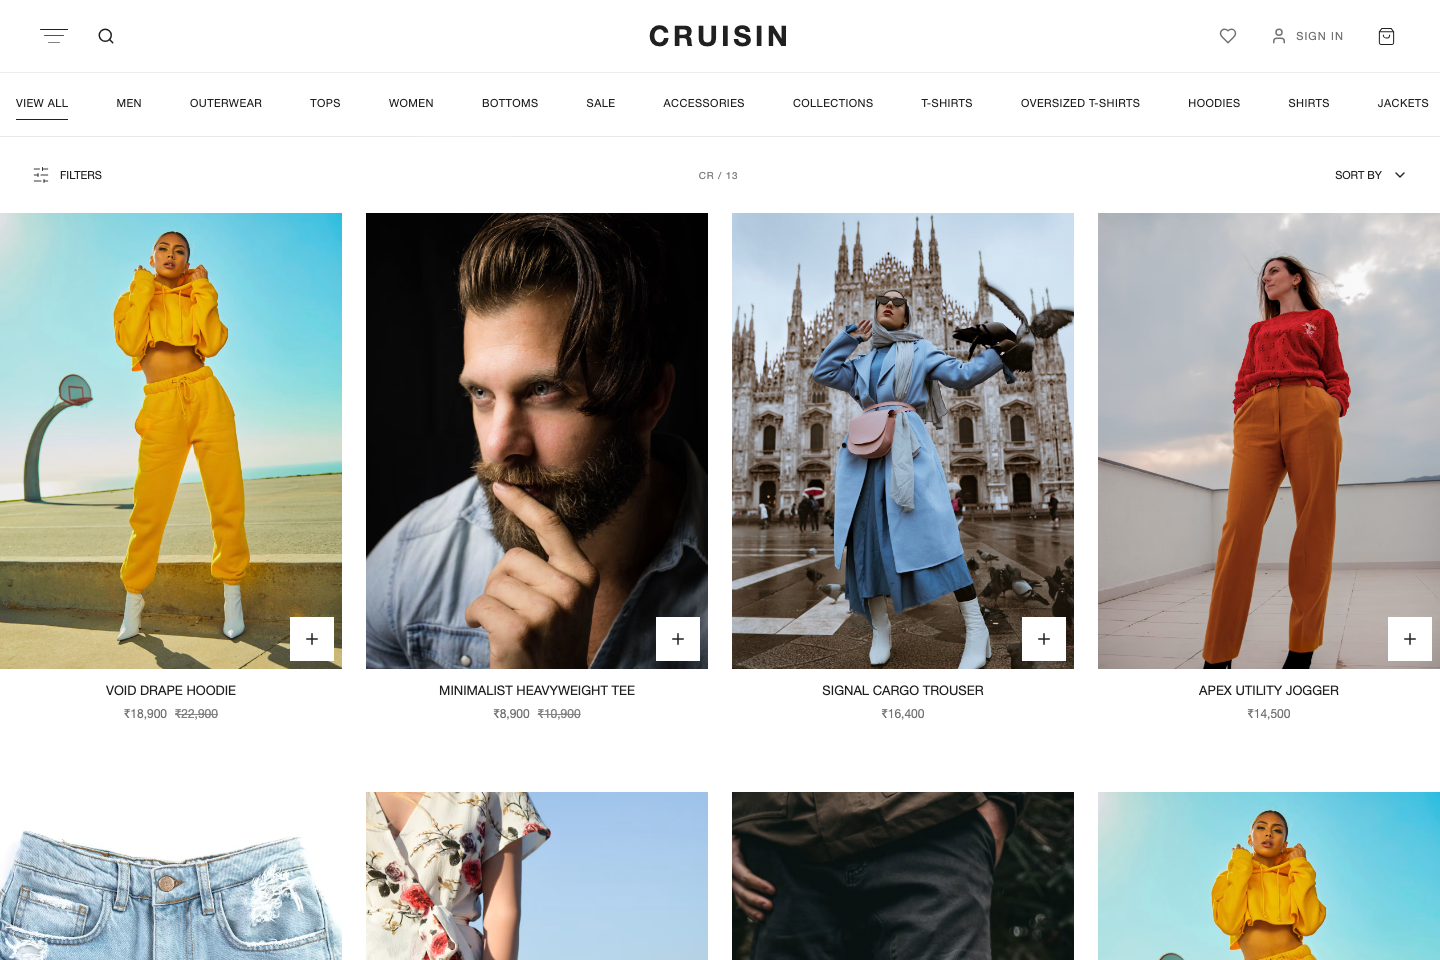 CRUISIN
SIGN IN
VIEW ALL
MEN
OUTERWEAR
TOPS
WOMEN
BOTTOMS
SALE
ACCESSORIES
COLLECTIONS
T-SHIRTS
OVERSIZED T-SHIRTS
HOODIES
SHIRTS
JACKETS
FILTERS
CR / 13
SORT BY
VOID DRAPE HOODIE
₹18,900 ₹22,900
MINIMALIST HEAVYWEIGHT TEE
₹8,900 ₹10,900
SIGNAL CARGO TROUSER
₹16,400
APEX UTILITY JOGGER
₹14,500